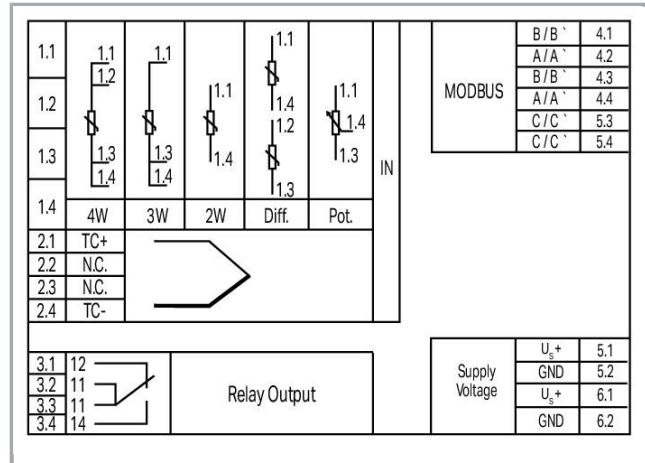 1.1
1.2
1.3
1.4
1.1
1.2
1.3
1.4
4W
1.1
1.3
1.4
3W
1.1
1.4
2W
1.1
1.4
1.2
1.3
Diff.
1.1
1.4
1.3
Pot.
IN
2.1 TC+
2.2 N.C.
2.3 N.C.
2.4 TC-
3.1 12
3.2 11
3.3 11
3.4 14
Relay Output
MODBUS
B/B` 4.1
A/A` 4.2
B/B` 4.3
A/A` 4.4
C/C` 5.3
C/C` 5.4
Supply
Voltage
Us+ 5.1
GND 5.2
Us+ 6.1
GND 6.2